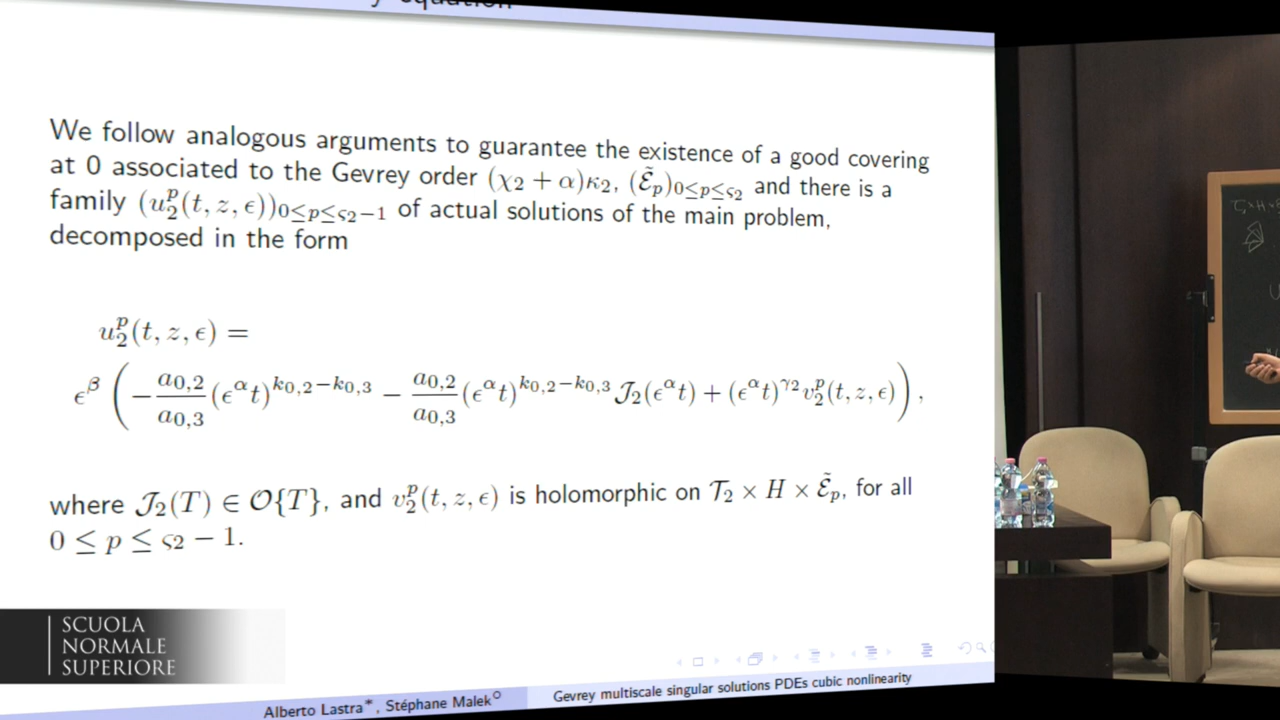 We follow analogous arguments to guarantee the existence of a good covering
at 0 associated to the Gevrey order (χ₂ + α)κ₂, (Ẽₚ)₀≤ₚ≤ς₂ and there is a
family (u₂ᵖ(t, z, ϵ))₀≤ₚ≤ς₂₋₁ of actual solutions of the main problem,
decomposed in the form
u₂ᵖ(t, z, ϵ) =
ϵ^β ( − a₀,₂/a₀,₃ (ϵ^α t)^{k₀,₂−k₀,₃} − a₀,₂/a₀,₃ (ϵ^α t)^{k₀,₂−k₀,₃} 𝒥₂(ϵ^α t) + (ϵ^α t)^{γ₂} v₂ᵖ(t, z, ϵ) ) ,
where 𝒥₂(T) ∈ 𝒪{T}, and v₂ᵖ(t, z, ϵ) is holomorphic on 𝒯₂ × H × Ẽₚ, for all
0 ≤ p ≤ ς₂ − 1.
SCUOLA
NORMALE
SUPERIORE
Alberto Lastra*, Stéphane Malek○
Gevrey multiscale singular solutions PDEs cubic nonlinearity